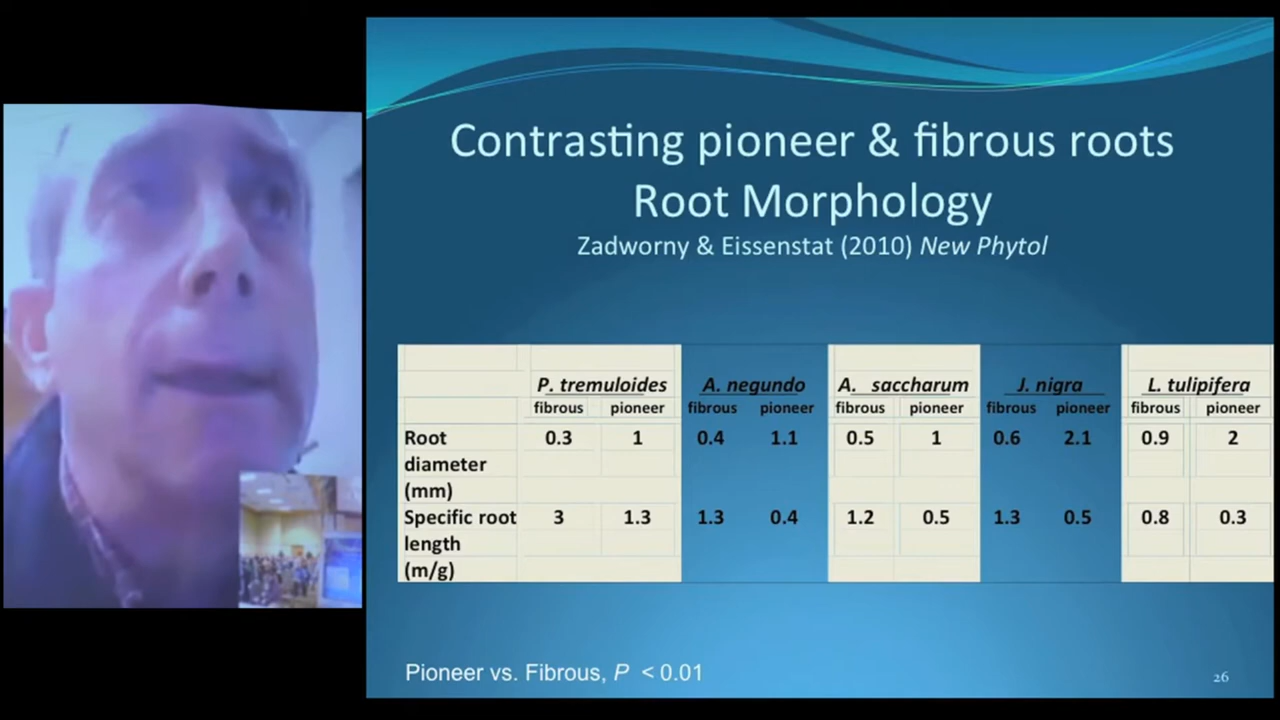 Contrasting pioneer & fibrous roots
Root Morphology
Zadworny & Eissenstat (2010) New Phytol
P. tremuloides A. negundo A. saccharum J. nigra L. tulipifera
fibrous pioneer fibrous pioneer fibrous pioneer fibrous pioneer fibrous pioneer
Root 0.3 1 0.4 1.1 0.5 1 0.6 2.1 0.9 2
diameter
(mm)
Specific root 3 1.3 1.3 0.4 1.2 0.5 1.3 0.5 0.8 0.3
length
(m/g)
Pioneer vs. Fibrous, P < 0.01
26